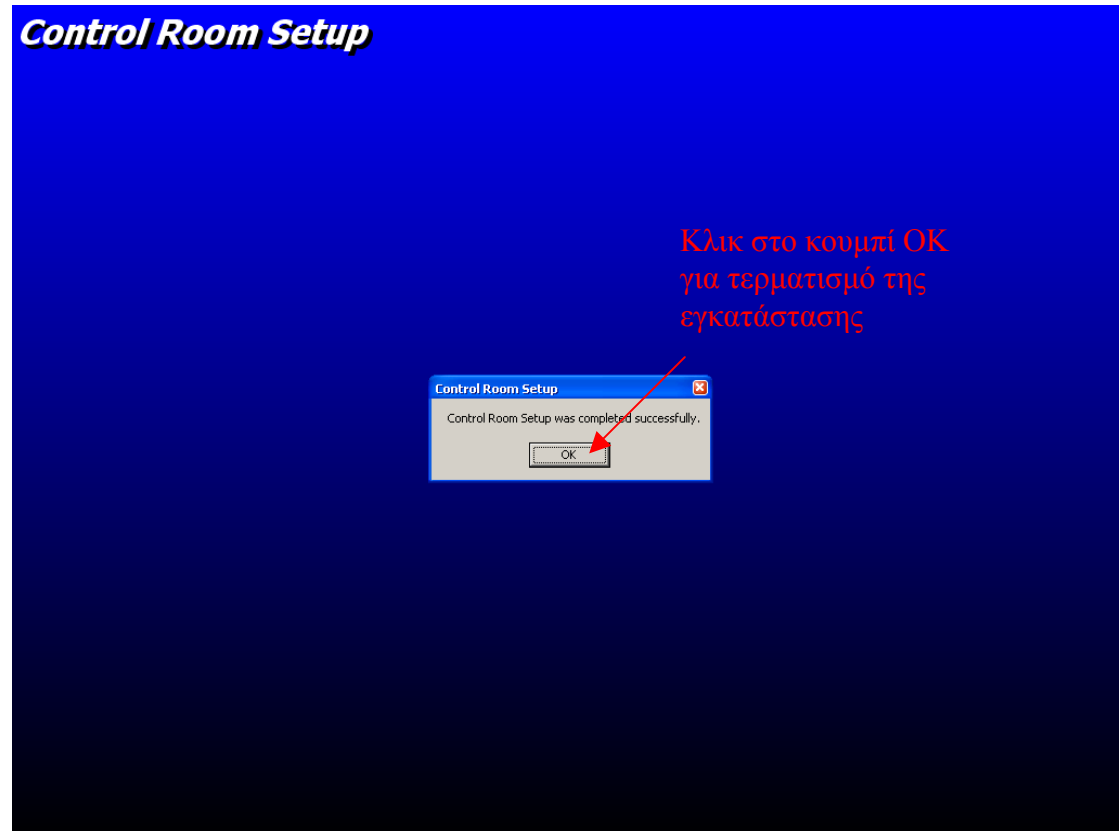 Control Room Setup
Κλικ στο κουμπί ΟΚ
για τερματισμό της
εγκατάστασης
Control Room Setup
Control Room Setup was completed successfully.
OK